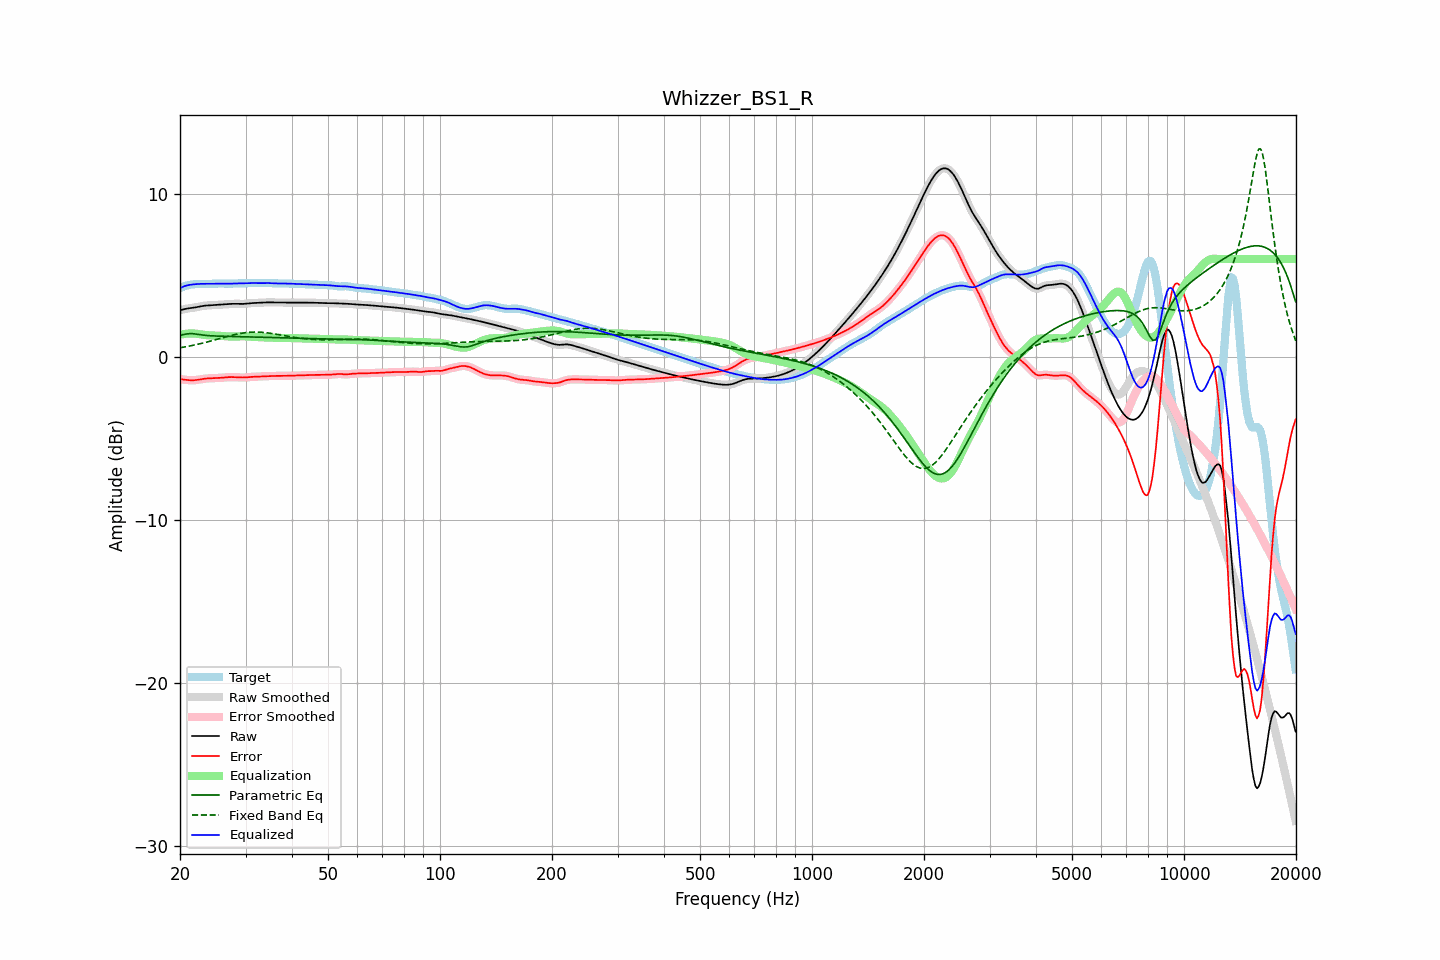 Whizzer_BS1_R
Amplitude (dBr)
10
0
−10
−20
−30
Target
Raw Smoothed
Error Smoothed
Raw
Error
Equalization
Parametric Eq
Fixed Band Eq
Equalized
20 50 100 200 500 1000 2000 5000 10000 20000
Frequency (Hz)